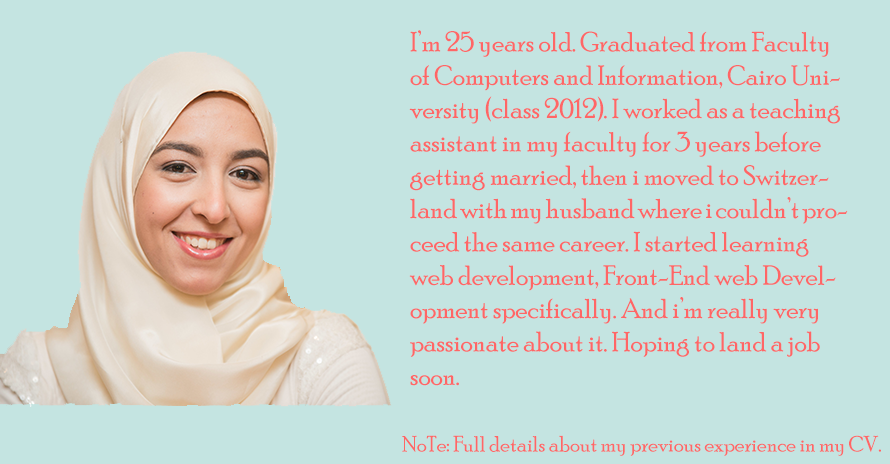 I'm 25 years old. Graduated from Faculty
of Computers and Information, Cairo Uni-
versity (class 2012). I worked as a teaching
assistant in my faculty for 3 years before
getting married, then i moved to Switzer-
land with my husband where i couldn't pro-
ceed the same career. I started learning
web development, Front-End web Devel-
opment specifically. And i'm really very
passionate about it. Hoping to land a job
soon.
NoTe: Full details about my previous experience in my CV.